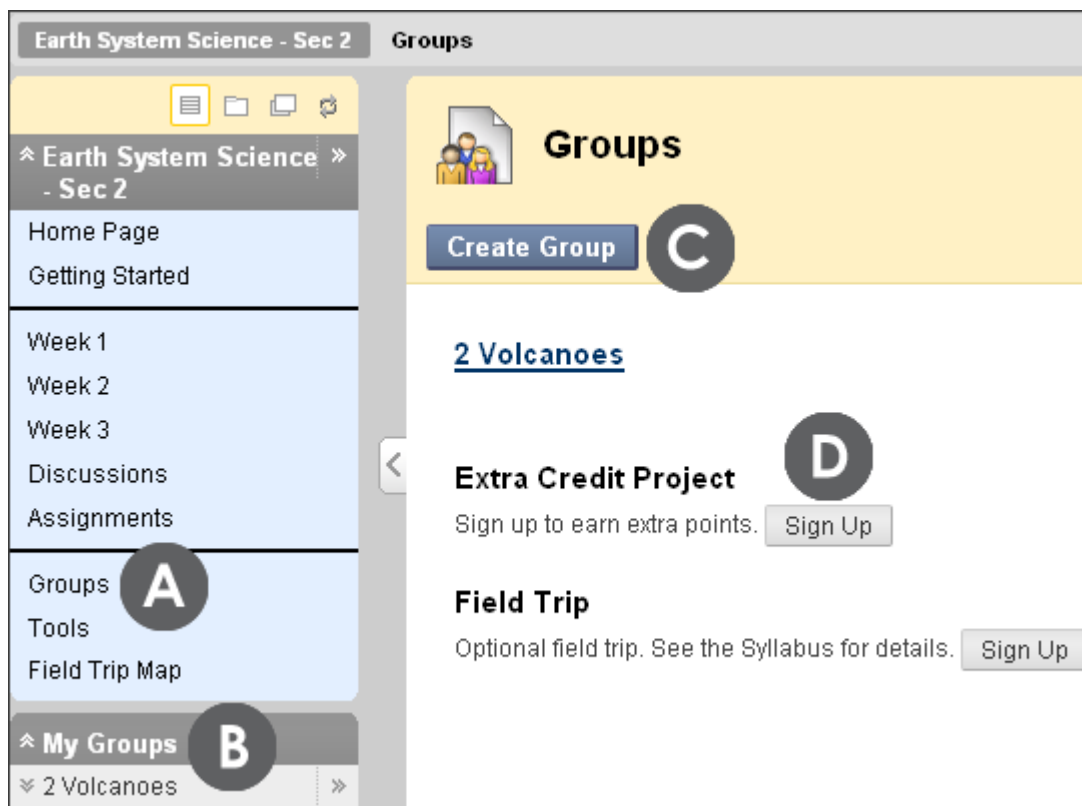 Earth System Science - Sec 2
Groups
Earth System Science
- Sec 2
Home Page
Getting Started
Week 1
Week 2
Week 3
Discussions
Assignments
Groups
A
Tools
Field Trip Map
My Groups
B
2 Volcanoes
Groups
Create Group
C
2 Volcanoes
D
Extra Credit Project
Sign up to earn extra points.
Sign Up
Field Trip
Optional field trip. See the Syllabus for details.
Sign Up